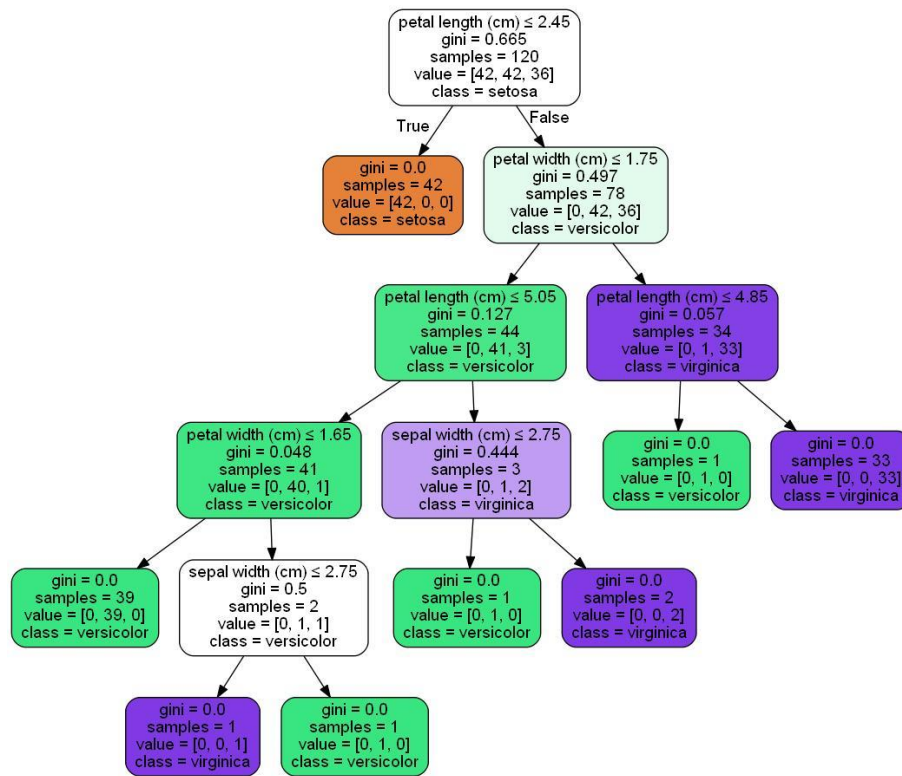 petal length (cm) ≤ 2.45
gini = 0.665
samples = 120
value = [42, 42, 36]
class = setosa
True
False
gini = 0.0
samples = 42
value = [42, 0, 0]
class = setosa
petal width (cm) ≤ 1.75
gini = 0.497
samples = 78
value = [0, 42, 36]
class = versicolor
petal length (cm) ≤ 5.05
gini = 0.127
samples = 44
value = [0, 41, 3]
class = versicolor
petal length (cm) ≤ 4.85
gini = 0.057
samples = 34
value = [0, 1, 33]
class = virginica
petal width (cm) ≤ 1.65
gini = 0.048
samples = 41
value = [0, 40, 1]
class = versicolor
sepal width (cm) ≤ 2.75
gini = 0.444
samples = 3
value = [0, 1, 2]
class = virginica
gini = 0.0
samples = 1
value = [0, 1, 0]
class = versicolor
gini = 0.0
samples = 33
value = [0, 0, 33]
class = virginica
gini = 0.0
samples = 39
value = [0, 39, 0]
class = versicolor
sepal width (cm) ≤ 2.75
gini = 0.5
samples = 2
value = [0, 1, 1]
class = versicolor
gini = 0.0
samples = 1
value = [0, 1, 0]
class = versicolor
gini = 0.0
samples = 2
value = [0, 0, 2]
class = virginica
gini = 0.0
samples = 1
value = [0, 0, 1]
class = virginica
gini = 0.0
samples = 1
value = [0, 1, 0]
class = versicolor